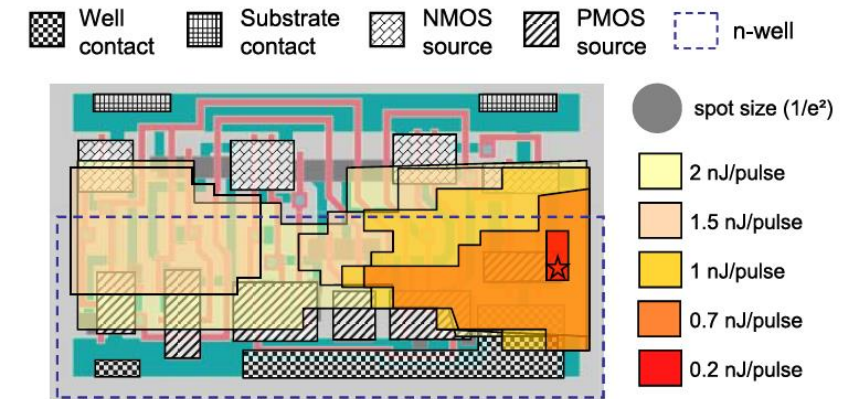 Well contact
Substrate contact
NMOS source
PMOS source
n-well
spot size (1/e²)
2 nJ/pulse
1.5 nJ/pulse
1 nJ/pulse
0.7 nJ/pulse
0.2 nJ/pulse